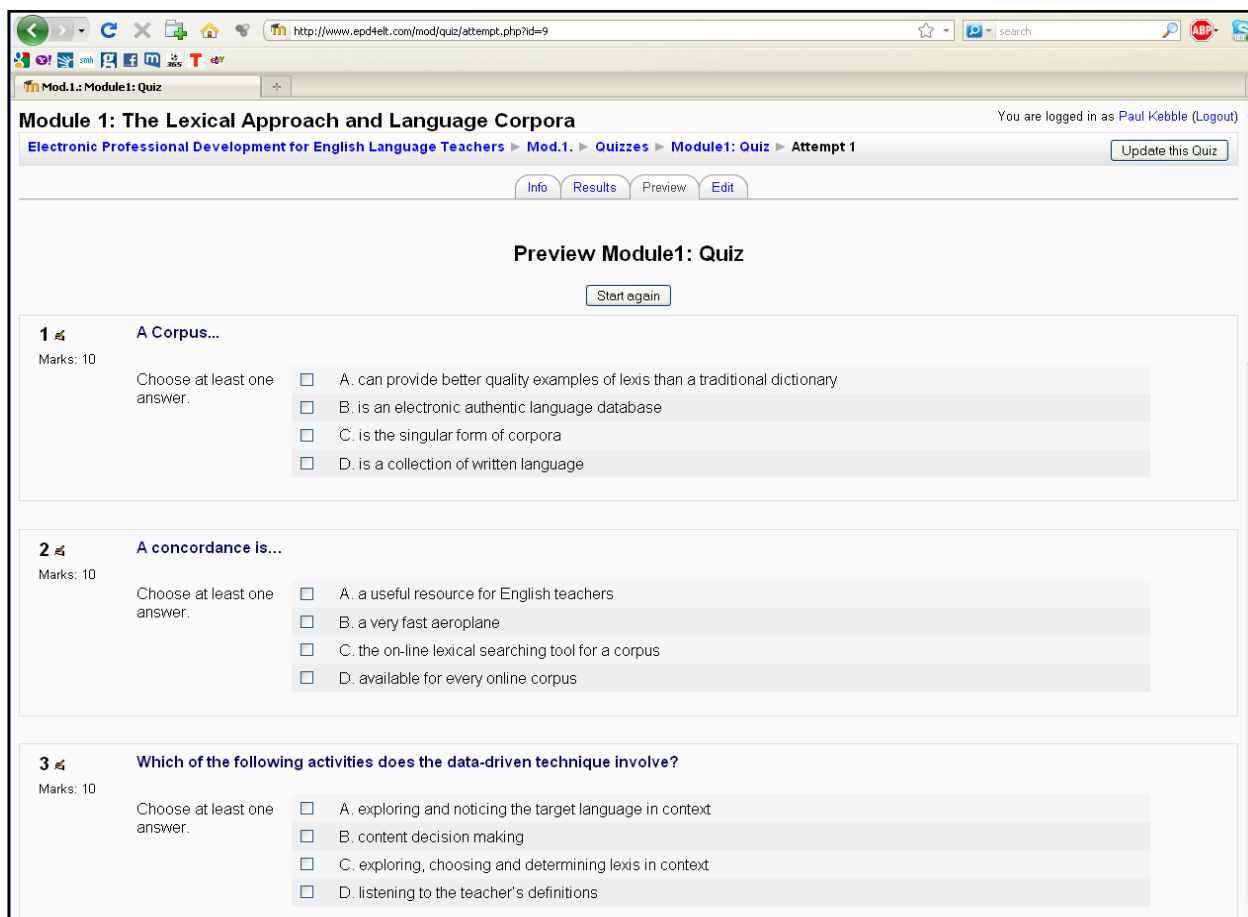 http://www.epd4elt.com/mod/quiz/attempt.php?id=9
search
ABP
smh
365
Mod.1.: Module1: Quiz
Module 1: The Lexical Approach and Language Corpora
You are logged in as Paul Kebble (Logout)
Electronic Professional Development for English Language Teachers ► Mod.1. ► Quizzes ► Module1: Quiz ► Attempt 1
Update this Quiz
Info Results Preview Edit
Preview Module1: Quiz
Start again
1
A Corpus...
Marks: 10
Choose at least one
answer.
A. can provide better quality examples of lexis than a traditional dictionary
B. is an electronic authentic language database
C. is the singular form of corpora
D. is a collection of written language
2
A concordance is...
Marks: 10
Choose at least one
answer.
A. a useful resource for English teachers
B. a very fast aeroplane
C. the on-line lexical searching tool for a corpus
D. available for every online corpus
3
Which of the following activities does the data-driven technique involve?
Marks: 10
Choose at least one
answer.
A. exploring and noticing the target language in context
B. content decision making
C. exploring, choosing and determining lexis in context
D. listening to the teacher's definitions